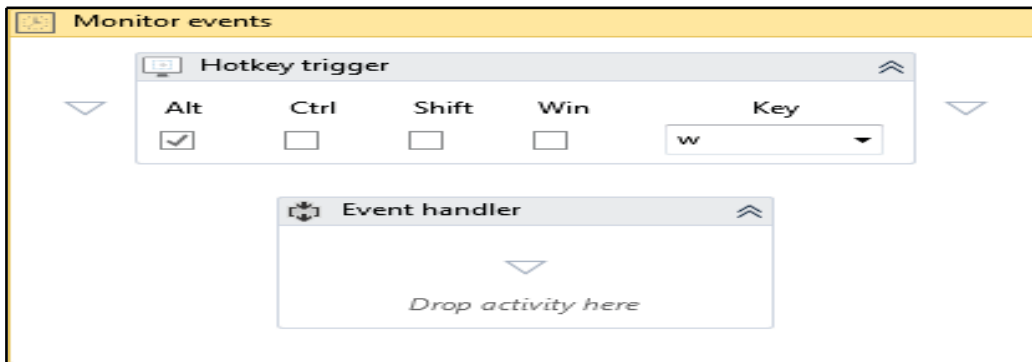 Monitor events
Hotkey trigger
Alt Ctrl Shift Win Key
w
Event handler
Drop activity here